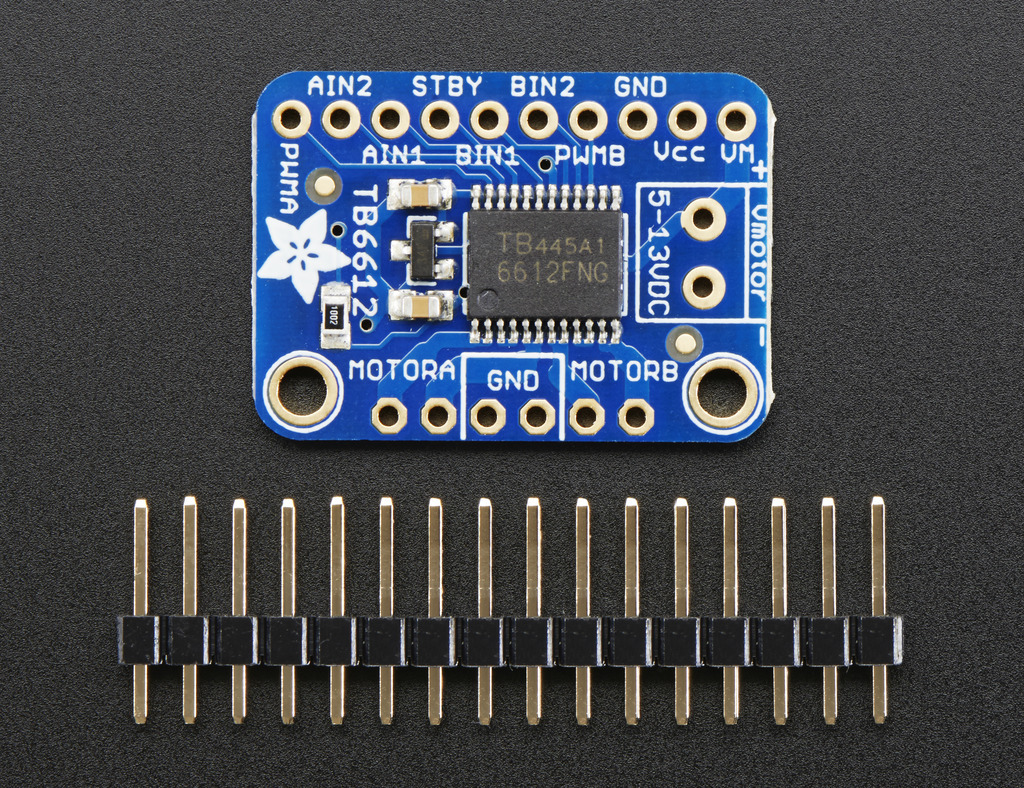 AIN2 STBY BIN2 GND
AIN1 BIN1 PWMB Vcc VM
PWMA
TB6612
1002
TB445A1
6612FNG
5-13VDC
+ Vmotor -
MOTORA GND MOTORB